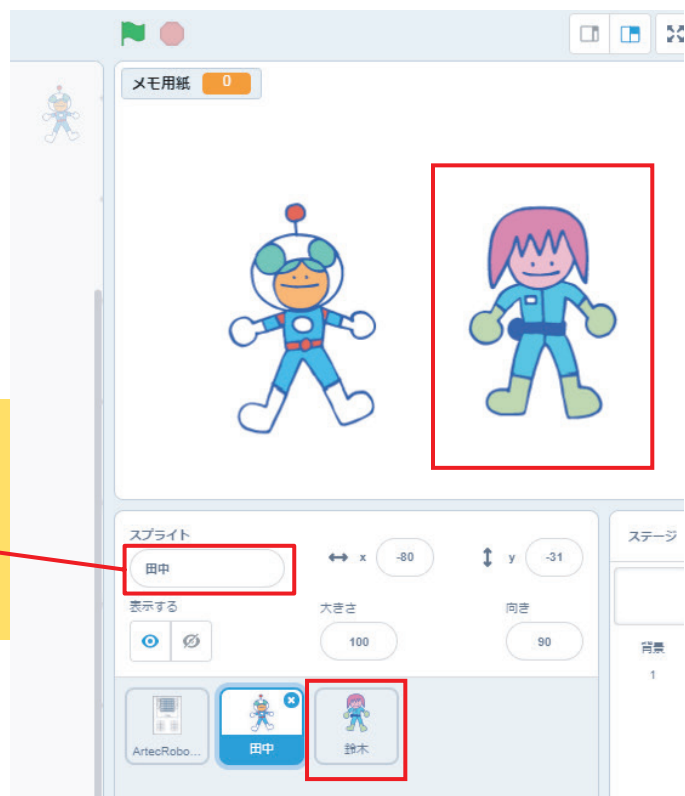 メモ用紙 0
スプライト
田中
x -80
y -31
表示する
大きさ 100
向き 90
ArtecRobo...
田中
鈴木
ステージ
背景
1